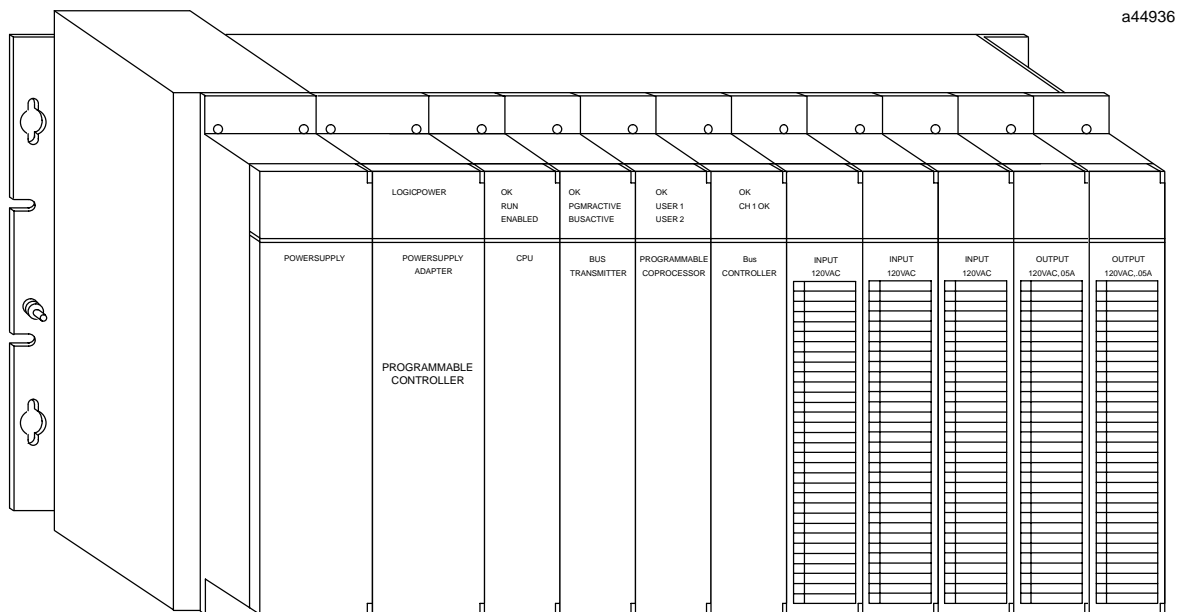 a44936
LOGICPOWER
OK
RUN
ENABLED
OK
PGMRACTIVE
BUSACTIVE
OK
USER 1
USER 2
OK
CH 1 OK
POWERSUPPLY
POWERSUPPLY
ADAPTER
CPU
BUS
TRANSMITTER
PROGRAMMABLE
COPROCESSOR
Bus
CONTROLLER
INPUT
120VAC
INPUT
120VAC
INPUT
120VAC
OUTPUT
120VAC,.05A
OUTPUT
120VAC,.05A
PROGRAMMABLE
CONTROLLER